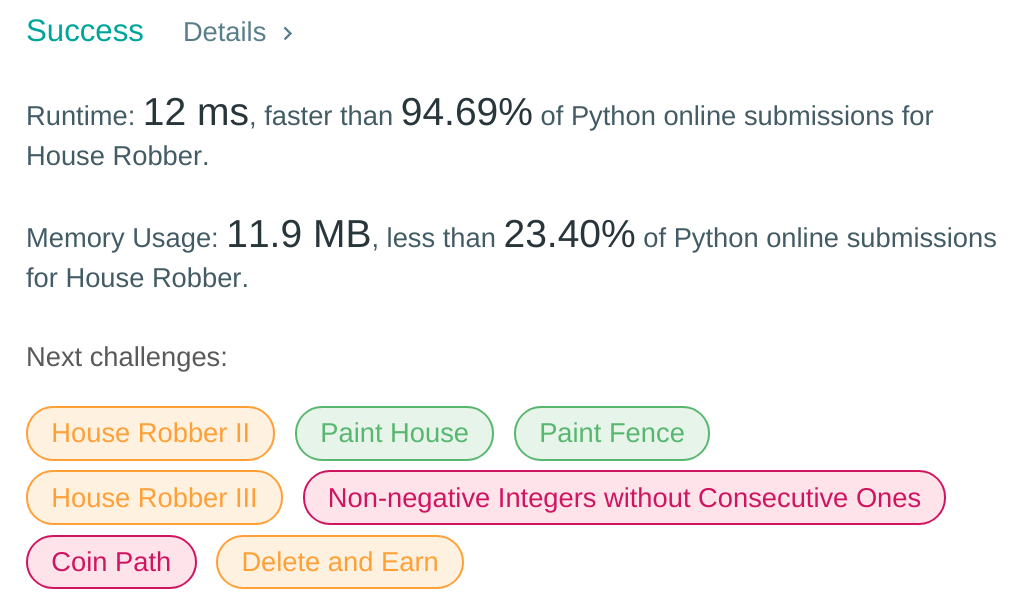 Success Details >
Runtime: 12 ms, faster than 94.69% of Python online submissions for
House Robber.
Memory Usage: 11.9 MB, less than 23.40% of Python online submissions
for House Robber.
Next challenges:
House Robber II Paint House Paint Fence
House Robber III Non-negative Integers without Consecutive Ones
Coin Path Delete and Earn